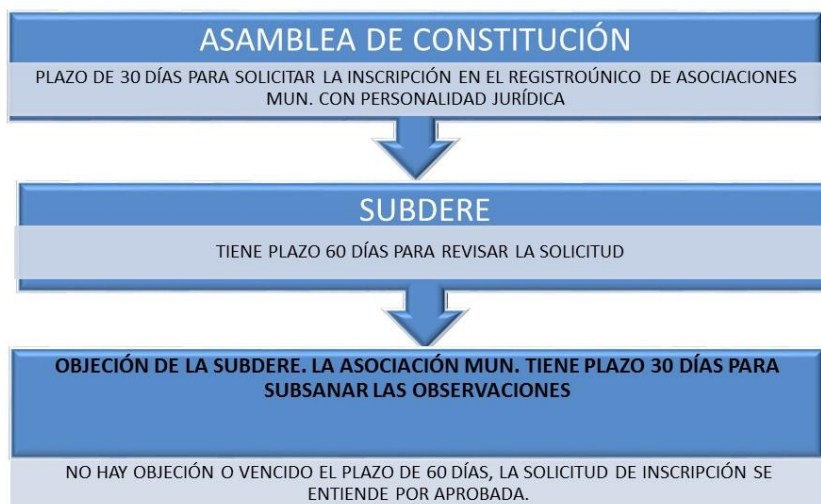 ASAMBLEA DE CONSTITUCIÓN
PLAZO DE 30 DÍAS PARA SOLICITAR LA INSCRIPCIÓN EN EL REGISTROÚNICO DE ASOCIACIONES
MUN. CON PERSONALIDAD JURÍDICA
SUBDERE
TIENE PLAZO 60 DÍAS PARA REVISAR LA SOLICITUD
OBJECIÓN DE LA SUBDERE. LA ASOCIACIÓN MUN. TIENE PLAZO 30 DÍAS PARA
SUBSANAR LAS OBSERVACIONES
NO HAY OBJECIÓN O VENCIDO EL PLAZO DE 60 DÍAS, LA SOLICITUD DE INSCRIPCIÓN SE
ENTIENDE POR APROBADA.